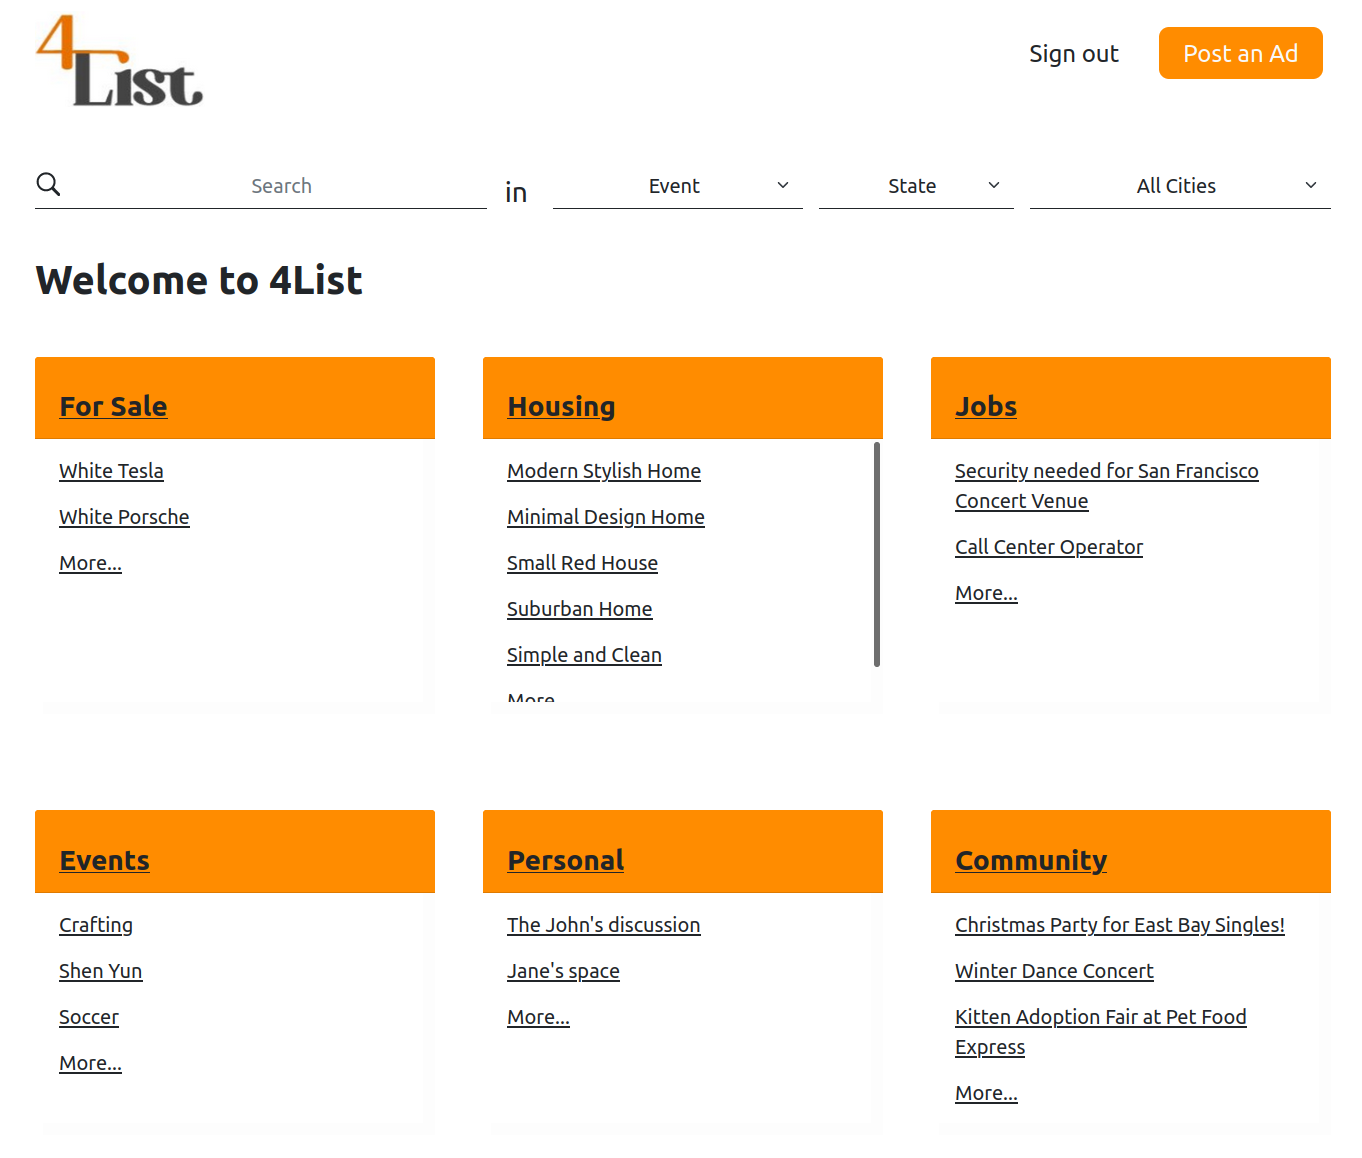 4List
Sign out
Post an Ad
Search
in
Event
State
All Cities
Welcome to 4List
For Sale
White Tesla
White Porsche
More...
Housing
Modern Stylish Home
Minimal Design Home
Small Red House
Suburban Home
Simple and Clean
More...
Jobs
Security needed for San Francisco
Concert Venue
Call Center Operator
More...
Events
Crafting
Shen Yun
Soccer
More...
Personal
The John's discussion
Jane's space
More...
Community
Christmas Party for East Bay Singles!
Winter Dance Concert
Kitten Adoption Fair at Pet Food
Express
More...